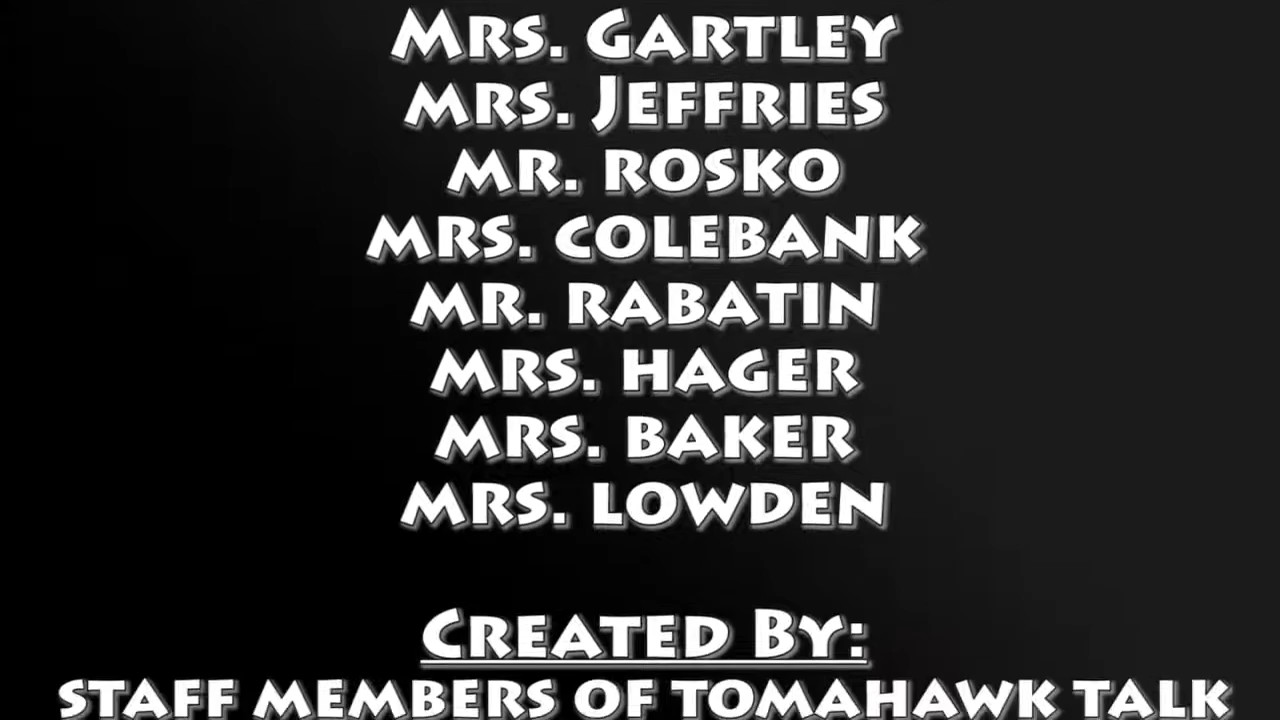 Mrs. Gartley
mrs. Jeffries
mr. rosko
mrs. colebank
mr. rabatin
mrs. hager
mrs. baker
mrs. lowden
Created By:
staff members of tomahawk talk